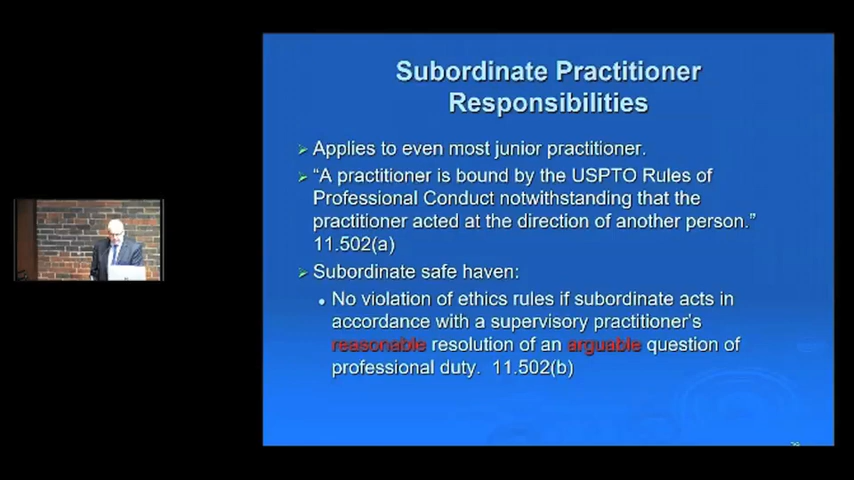 Subordinate Practitioner
Responsibilities
Applies to even most junior practitioner.
“A practitioner is bound by the USPTO Rules of
Professional Conduct notwithstanding that the
practitioner acted at the direction of another person.”
11.502(a)
Subordinate safe haven:
No violation of ethics rules if subordinate acts in
accordance with a supervisory practitioner’s
reasonable resolution of an arguable question of
professional duty. 11.502(b)